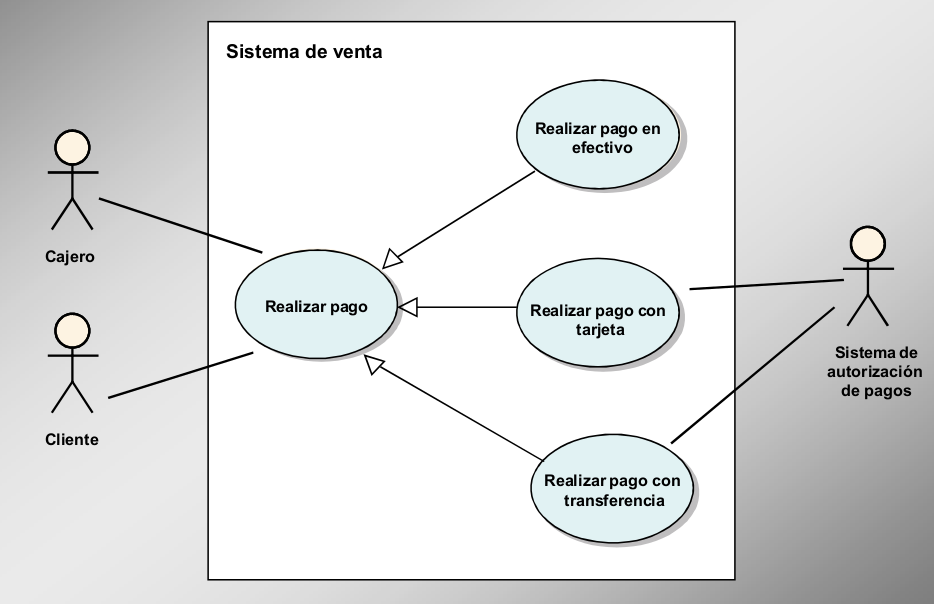 Sistema de venta
Realizar pago en
efectivo
Cajero
Realizar pago
Realizar pago con
tarjeta
Sistema de
autorización
de pagos
Cliente
Realizar pago con
transferencia